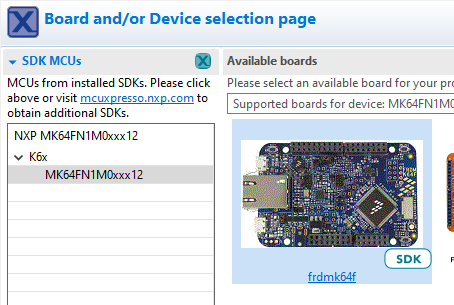 Board and/or Device selection page
SDK MCUs
MCUs from installed SDKs. Please click
above or visit mcuxpresso.nxp.com to
obtain additional SDKs.
NXP MK64FN1M0xxx12
K6x
MK64FN1M0xxx12
Available boards
Please select an available board for your pro
Supported boards for device: MK64FN1M0
SDK
frdmk64f